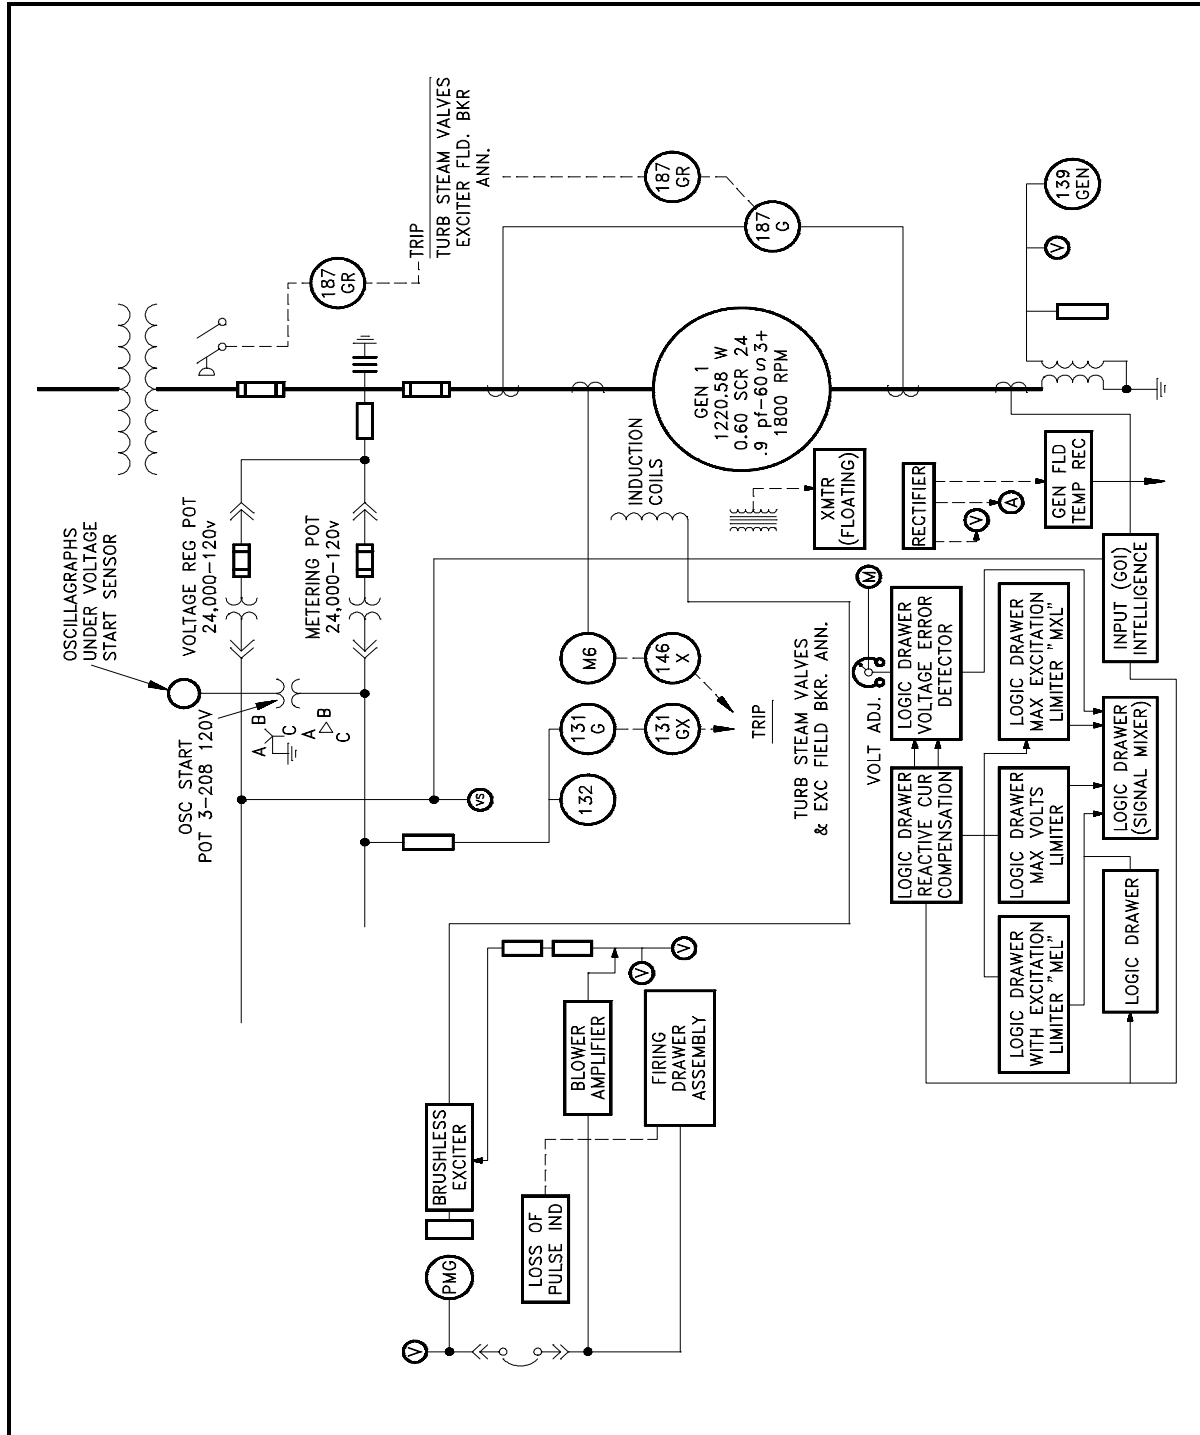 TRIP
TURB STEAM VALVES
EXCITER FLD. BKR
ANN.
187
GR
187
GR
187
G
139
GEN
V
GEN 1
1220.58 W
0.60 SCR 24
.9 pf-60 s 3+
1800 RPM
INDUCTION
COILS
XMTR
(FLOATING)
RECTIFIER
V
A
GEN FLD
TEMP REC
OSCILLAGRAPHS
UNDER VOLTAGE
START SENSOR
VOLTAGE REG POT
24,000-120v
METERING POT
24,000-120v
OSC START
POT 3-208 120V
A
B
C
A
B
C
VS
M6
146
X
131
G
131
GX
132
TRIP
TURB STEAM VALVES
& EXC FIELD BKR. ANN.
VOLT ADJ.
M
LOGIC DRAWER
VOLTAGE ERROR
DETECTOR
LOGIC DRAWER
MAX EXCITATION
LIMITER "MXL"
INPUT (GOI)
INTELLIGENCE
LOGIC DRAWER
REACTIVE CUR
COMPENSATION
LOGIC DRAWER
MAX VOLTS
LIMITER
LOGIC DRAWER
(SIGNAL MIXER)
LOGIC DRAWER
WITH EXCITATION
LIMITER "MEL"
LOGIC DRAWER
BRUSHLESS
EXCITER
BLOWER
AMPLIFIER
FIRING
DRAWER
ASSEMBLY
V
V
LOSS OF
PULSE IND
PMG
V